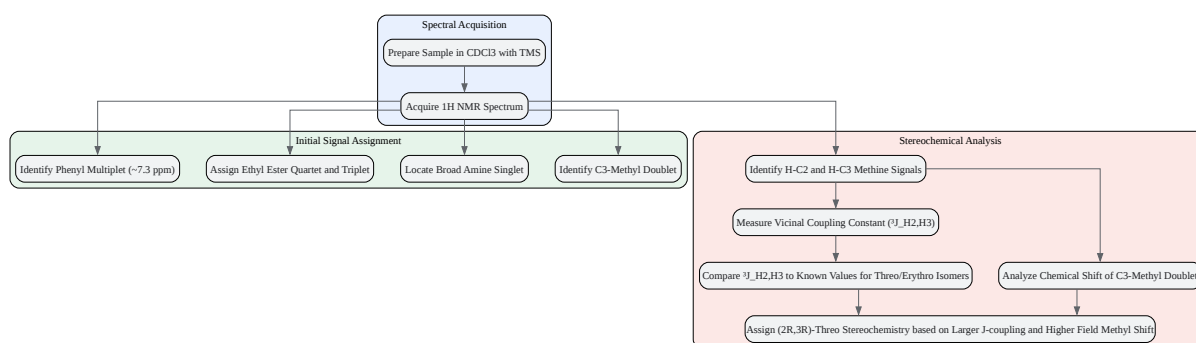 Spectral Acquisition
Prepare Sample in CDCl3 with TMS
Acquire 1H NMR Spectrum
Initial Signal Assignment
Identify Phenyl Multiplet (~7.3 ppm)
Assign Ethyl Ester Quartet and Triplet
Locate Broad Amine Singlet
Identify C3-Methyl Doublet
Stereochemical Analysis
Identify H-C2 and H-C3 Methine Signals
Measure Vicinal Coupling Constant (³J_H2,H3)
Compare ³J_H2,H3 to Known Values for Threo/Erythro Isomers
Analyze Chemical Shift of C3-Methyl Doublet
Assign (2R,3R)-Threo Stereochemistry based on Larger J-coupling and Higher Field Methyl Shift